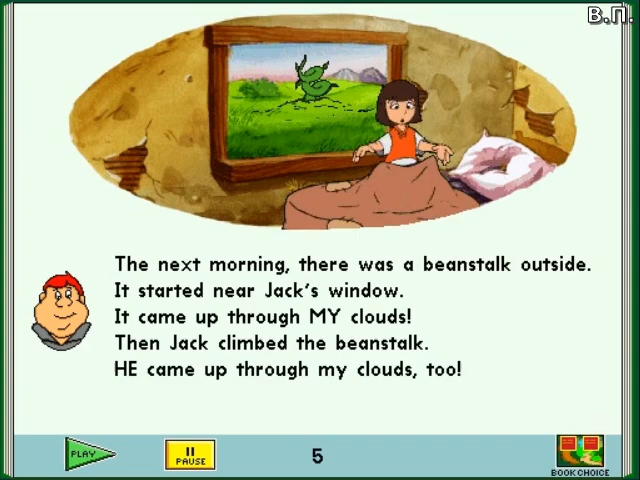 В.П.
The next morning, there was a beanstalk outside.
It started near Jack's window.
It came up through MY clouds!
Then Jack climbed the beanstalk.
HE came up through my clouds, too!
PLAY
PAUSE
5
BOOK CHOICE